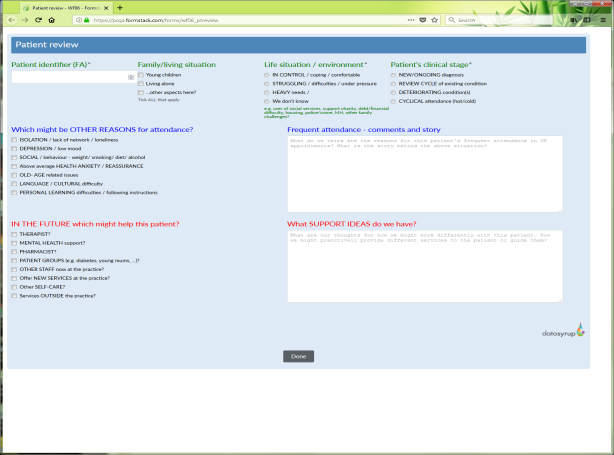 Patient review - WF06 - Formst
https://pcqa.formstack.com/forms/wf06_ptreview
Search
Patient review
Patient identifier (FA)*
Family/living situation
Young children
Living alone
...other aspects here?
Tick ALL that apply
Life situation / environment*
IN CONTROL / coping / comfortable
STRUGGLING / difficulties / under pressure
HEAVY needs /
We don't know
e.g. user of social services, support charity, debt/financial
difficulty, housing, police/crime, MH, other family
challenges?
Patient's clinical stage*
NEW/ONGOING diagnosis
REVIEW CYCLE of existing condition
DETERIORATING condition(s)
CYCLICAL attendance (hot/cold)
Which might be OTHER REASONS for attendance?
ISOLATION / lack of network / loneliness
DEPRESSION / low mood
SOCIAL / behaviour - weight/ smoking/ diet/ alcohol
Above average HEALTH ANXIETY / REASSURANCE
OLD- AGE related issues
LANGUAGE / CULTURAL difficulty
PERSONAL LEARNING difficulties / following instructions
Frequent attendance - comments and story
What do we think are the reasons for this patient's frequent attendance in GP
appointments? What is the story behind the above situation?
IN THE FUTURE which might help this patient?
THERAPIST?
MENTAL HEALTH support?
PHARMACIST?
PATIENT GROUPS (e.g. diabetes, young mums, ...)?
OTHER STAFF now at the practice?
Offer NEW SERVICES at the practice?
Other SELF-CARE?
Services OUTSIDE the practice?
What SUPPORT IDEAS do we have?
What are our thoughts for how we might work differently with this patient. How
we might proactively provide different services to the patient or guide them?
datasyrup
Done